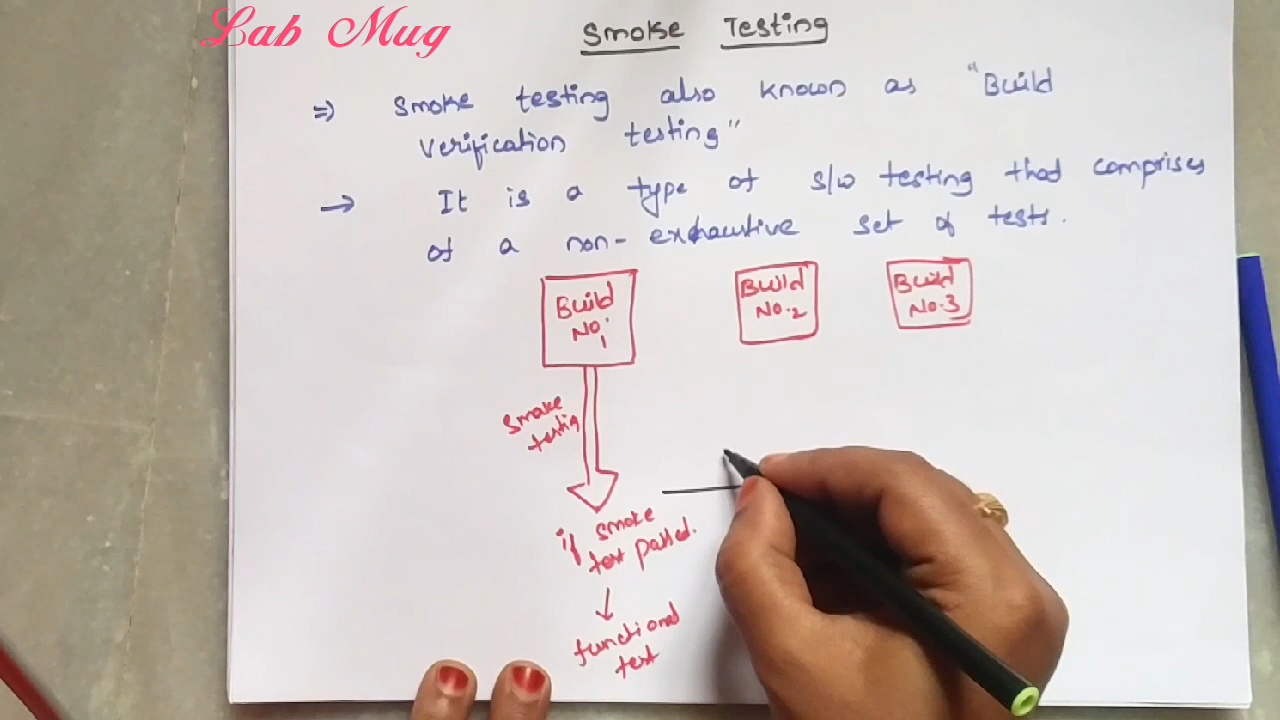 Lab Mug
Smoke Testing
⇒ Smoke testing also known as "Build
verification testing"
→ It is a type of s/w testing that comprises
of a non-exhaustive set of tests.
Build
No.
1
Build
No.2
Build
No.3
Smoke
testig
if smoke
test passed.
↓
functional
test